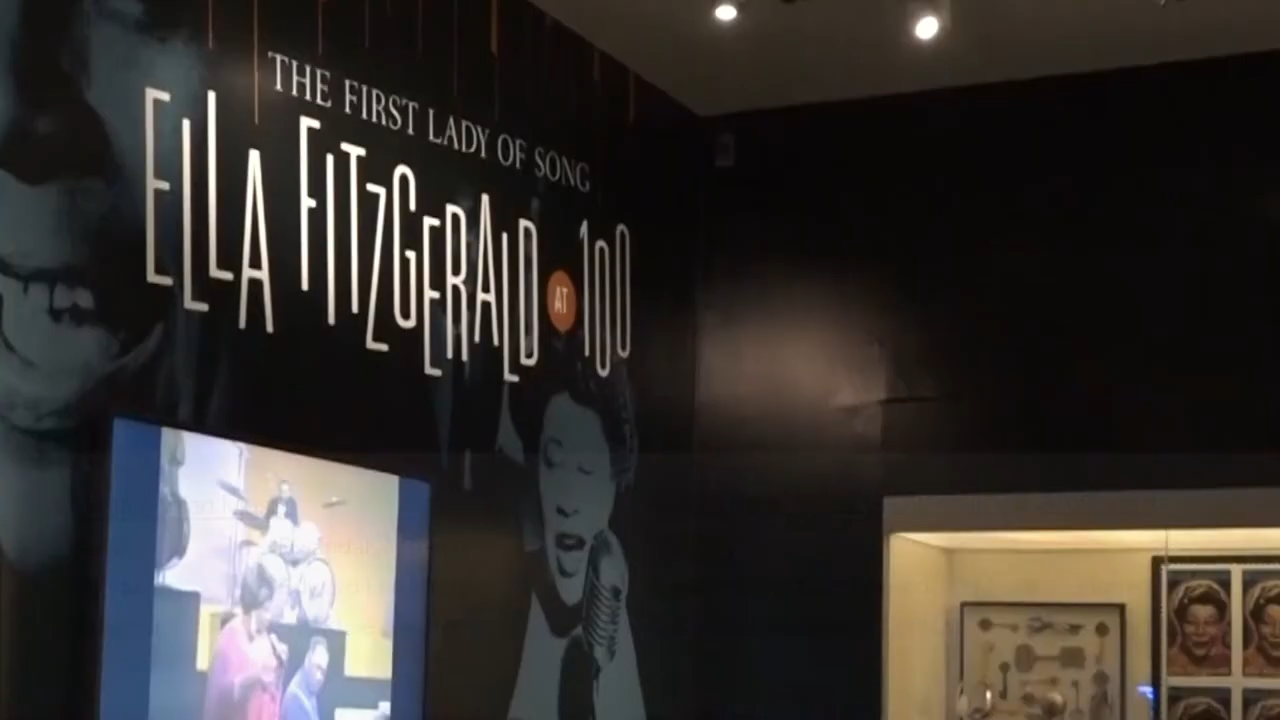 THE FIRST LADY OF SONG
ELLA FITZGERALD AT 100